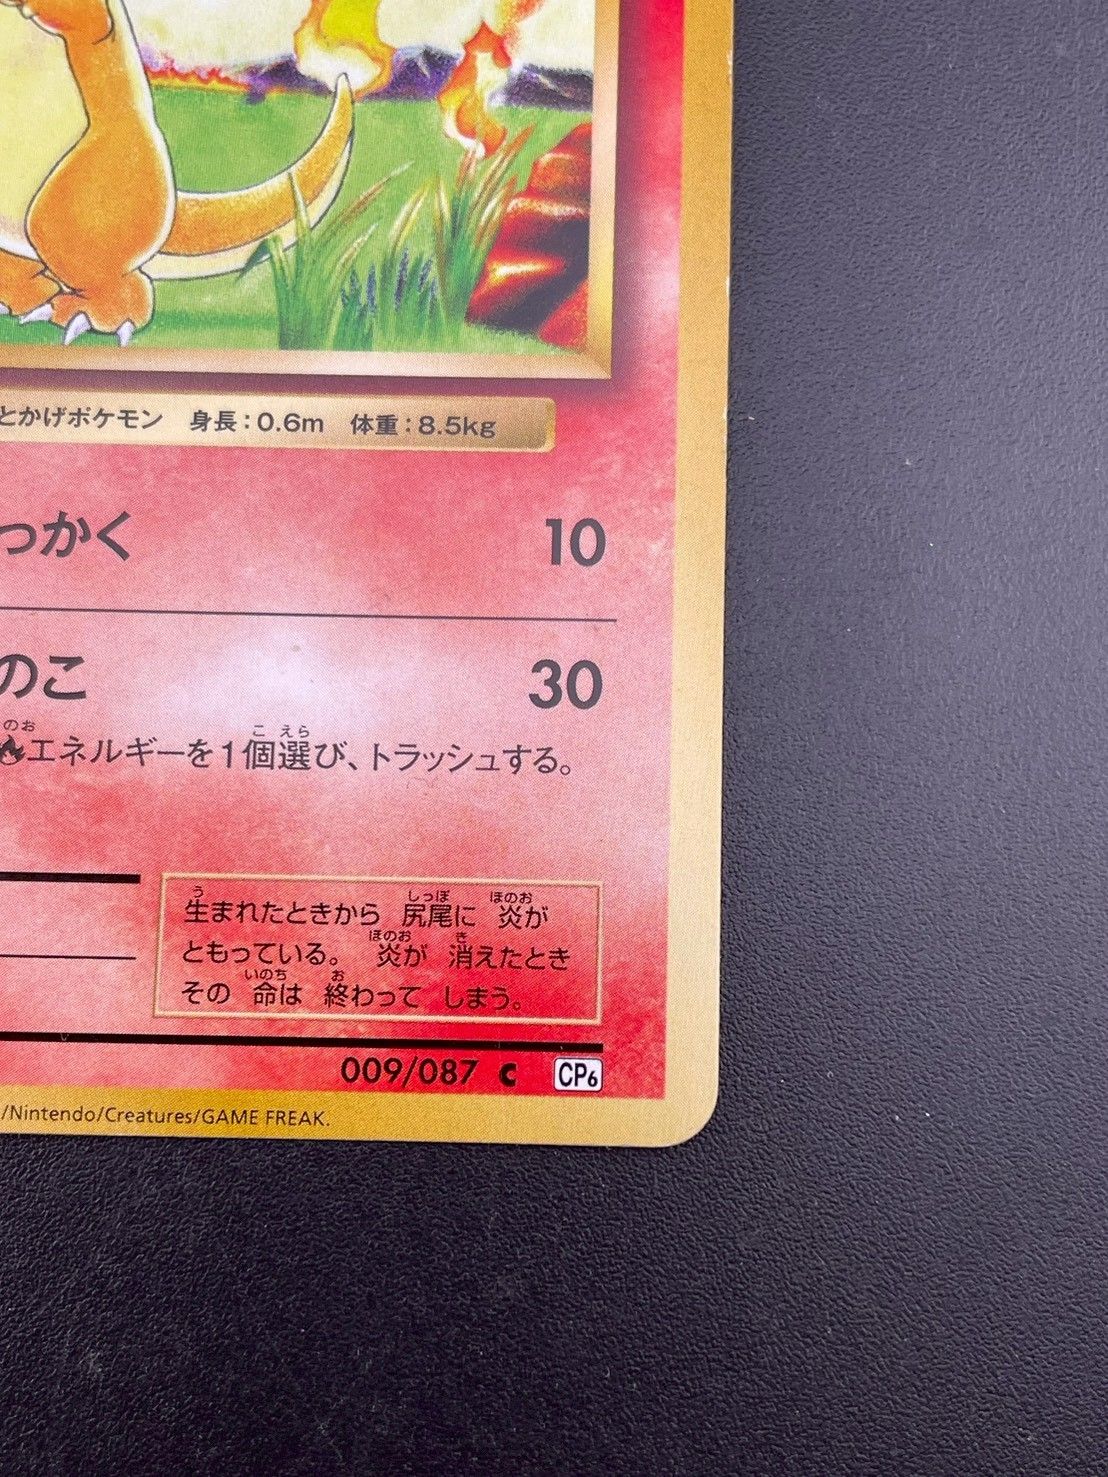 とかげポケモン 身長：0.6m 体重：8.5kg
っかく 10
のこ 30
のお こ えら
エネルギーを1個選び、トラッシュする。
う しっぽ ほのお
生まれたときから 尻尾に 炎が
ほのお き
ともっている。 炎が 消えたとき
いのち お
その 命は 終わって しまう。
009/087 C CP6
/Nintendo/Creatures/GAME FREAK.